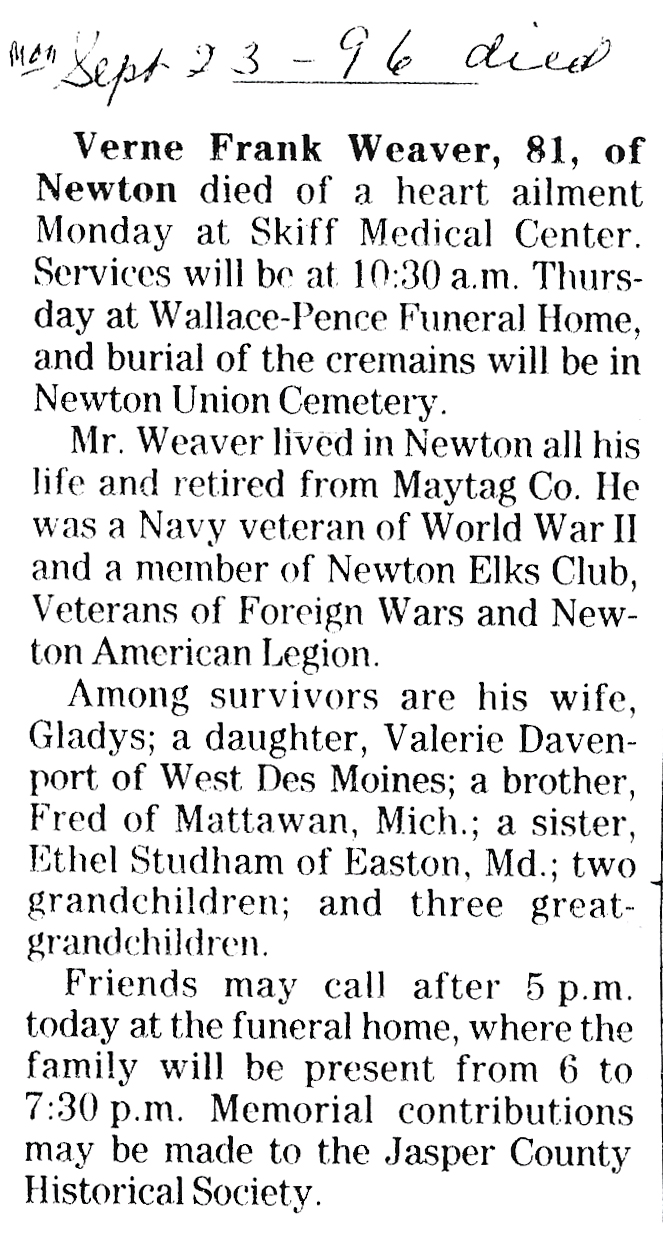 Mon Sept 23 - 96 died
Verne Frank Weaver, 81, of
Newton died of a heart ailment
Monday at Skiff Medical Center.
Services will be at 10:30 a.m. Thurs-
day at Wallace-Pence Funeral Home,
and burial of the cremains will be in
Newton Union Cemetery.
Mr. Weaver lived in Newton all his
life and retired from Maytag Co. He
was a Navy veteran of World War II
and a member of Newton Elks Club,
Veterans of Foreign Wars and New-
ton American Legion.
Among survivors are his wife,
Gladys; a daughter, Valerie Daven-
port of West Des Moines; a brother,
Fred of Mattawan, Mich.; a sister,
Ethel Studham of Easton, Md.; two
grandchildren; and three great-
grandchildren.
Friends may call after 5 p.m.
today at the funeral home, where the
family will be present from 6 to
7:30 p.m. Memorial contributions
may be made to the Jasper County
Historical Society.